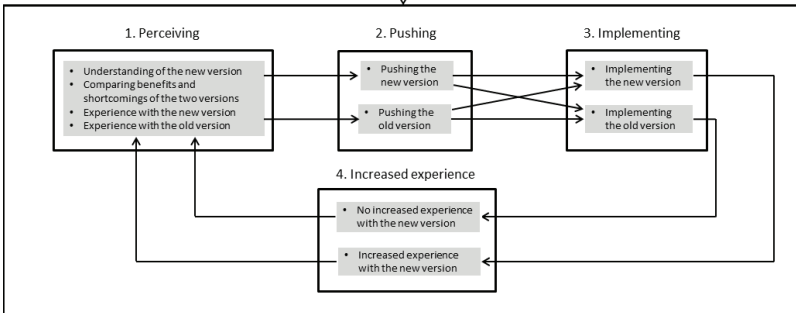 1. Perceiving
• Understanding of the new version
• Comparing benefits and
shortcomings of the two versions
• Experience with the new version
• Experience with the old version
2. Pushing
• Pushing the
new version
• Pushing the
old version
3. Implementing
• Implementing
the new version
• Implementing
the old version
4. Increased experience
• No increased experience
with the new version
• Increased experience
with the new version